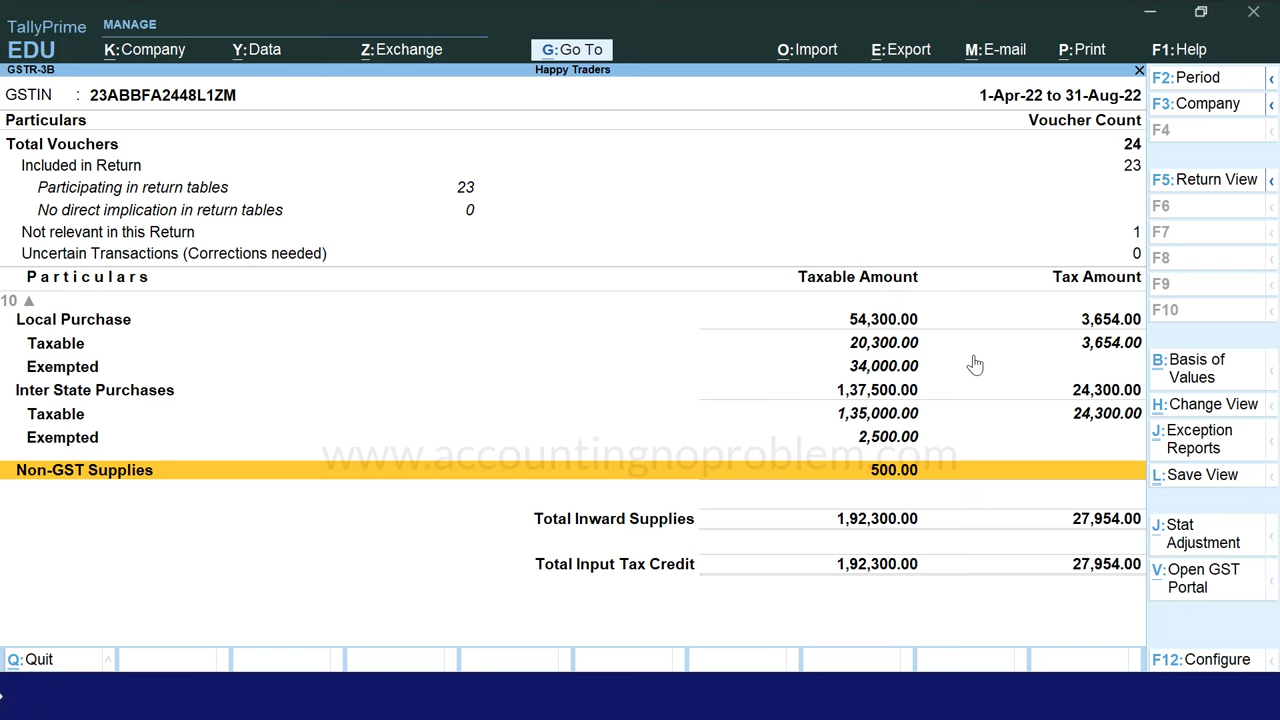 TallyPrime MANAGE
EDU K:Company Y:Data Z:Exchange G:Go To O:Import E:Export M:E-mail P:Print F1:Help
GSTR-3B Happy Traders
GSTIN : 23ABBFA2448L1ZM 1-Apr-22 to 31-Aug-22
Particulars Voucher Count
Total Vouchers 24
Included in Return 23
Participating in return tables 23
No direct implication in return tables 0
Not relevant in this Return 1
Uncertain Transactions (Corrections needed) 0
Particulars Taxable Amount Tax Amount
10 ▲
Local Purchase 54,300.00 3,654.00
Taxable 20,300.00 3,654.00
Exempted 34,000.00
Inter State Purchases 1,37,500.00 24,300.00
Taxable 1,35,000.00 24,300.00
Exempted 2,500.00
www.accountingnoproblem.com
Non-GST Supplies 500.00
Total Inward Supplies 1,92,300.00 27,954.00
Total Input Tax Credit 1,92,300.00 27,954.00
Q:Quit
F2:Period
F3:Company
F4
F5:Return View
F6
F7
F8
F9
F10
B:Basis of
Values
H:Change View
J:Exception
Reports
L:Save View
J:Stat
Adjustment
V:Open GST
Portal
F12:Configure